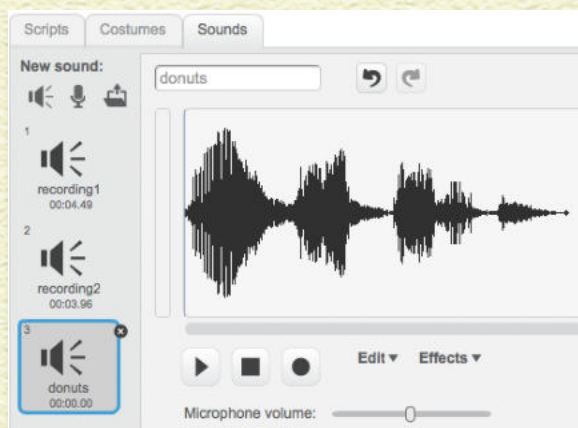 Scripts Costumes Sounds
New sound:
donuts
1
recording1
00:04.49
2
recording2
00:03.96
3
donuts
00:00.00
Edit ▾ Effects ▾
Microphone volume: